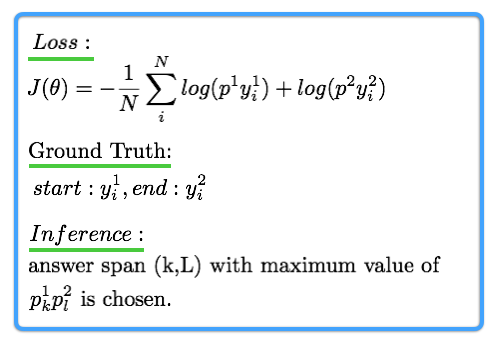 Loss :
J(θ) = −\frac{1}{N} \sum_{i}^{N} log(p^1 y_i^1) + log(p^2 y_i^2)
Ground Truth:
start : y_i^1, end : y_i^2
Inference :
answer span (k,L) with maximum value of
p_k^1 p_l^2 is chosen.